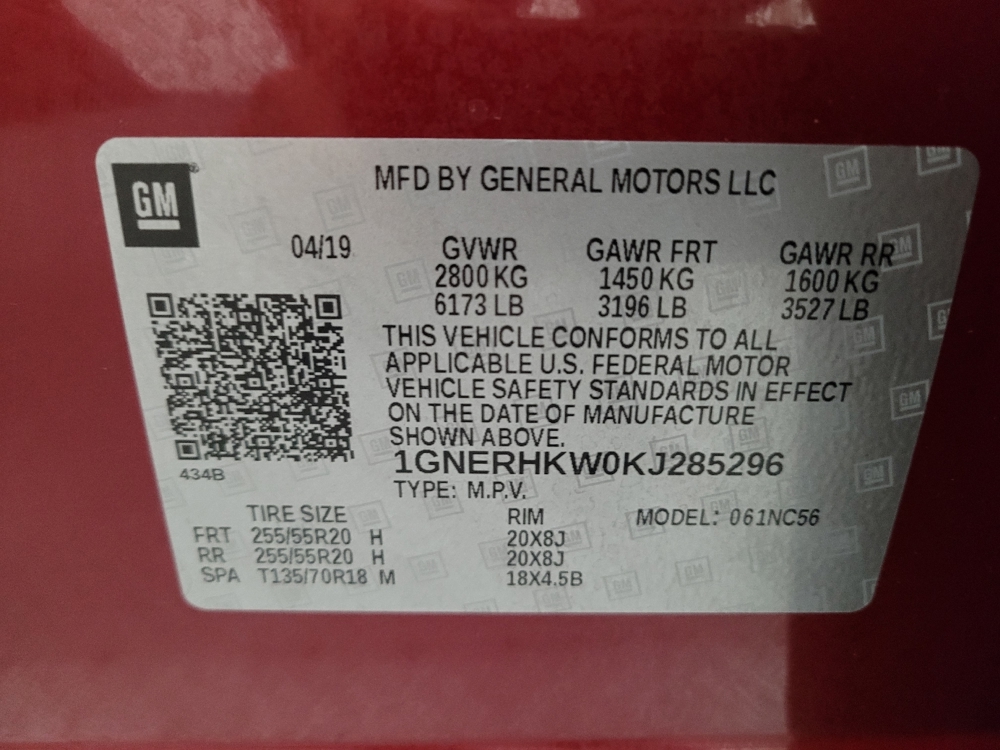 GM
MFD BY GENERAL MOTORS LLC
04/19 GVWR GAWR FRT GAWR RR
2800 KG 1450 KG 1600 KG
6173 LB 3196 LB 3527 LB
THIS VEHICLE CONFORMS TO ALL
APPLICABLE U.S. FEDERAL MOTOR
VEHICLE SAFETY STANDARDS IN EFFECT
ON THE DATE OF MANUFACTURE
SHOWN ABOVE.
1GNERHKW0KJ285296
434B
TYPE: M.P.V.
TIRE SIZE RIM MODEL: 061NC56
FRT 255/55R20 H 20X8J
RR 255/55R20 H 20X8J
SPA T135/70R18 M 18X4.5B